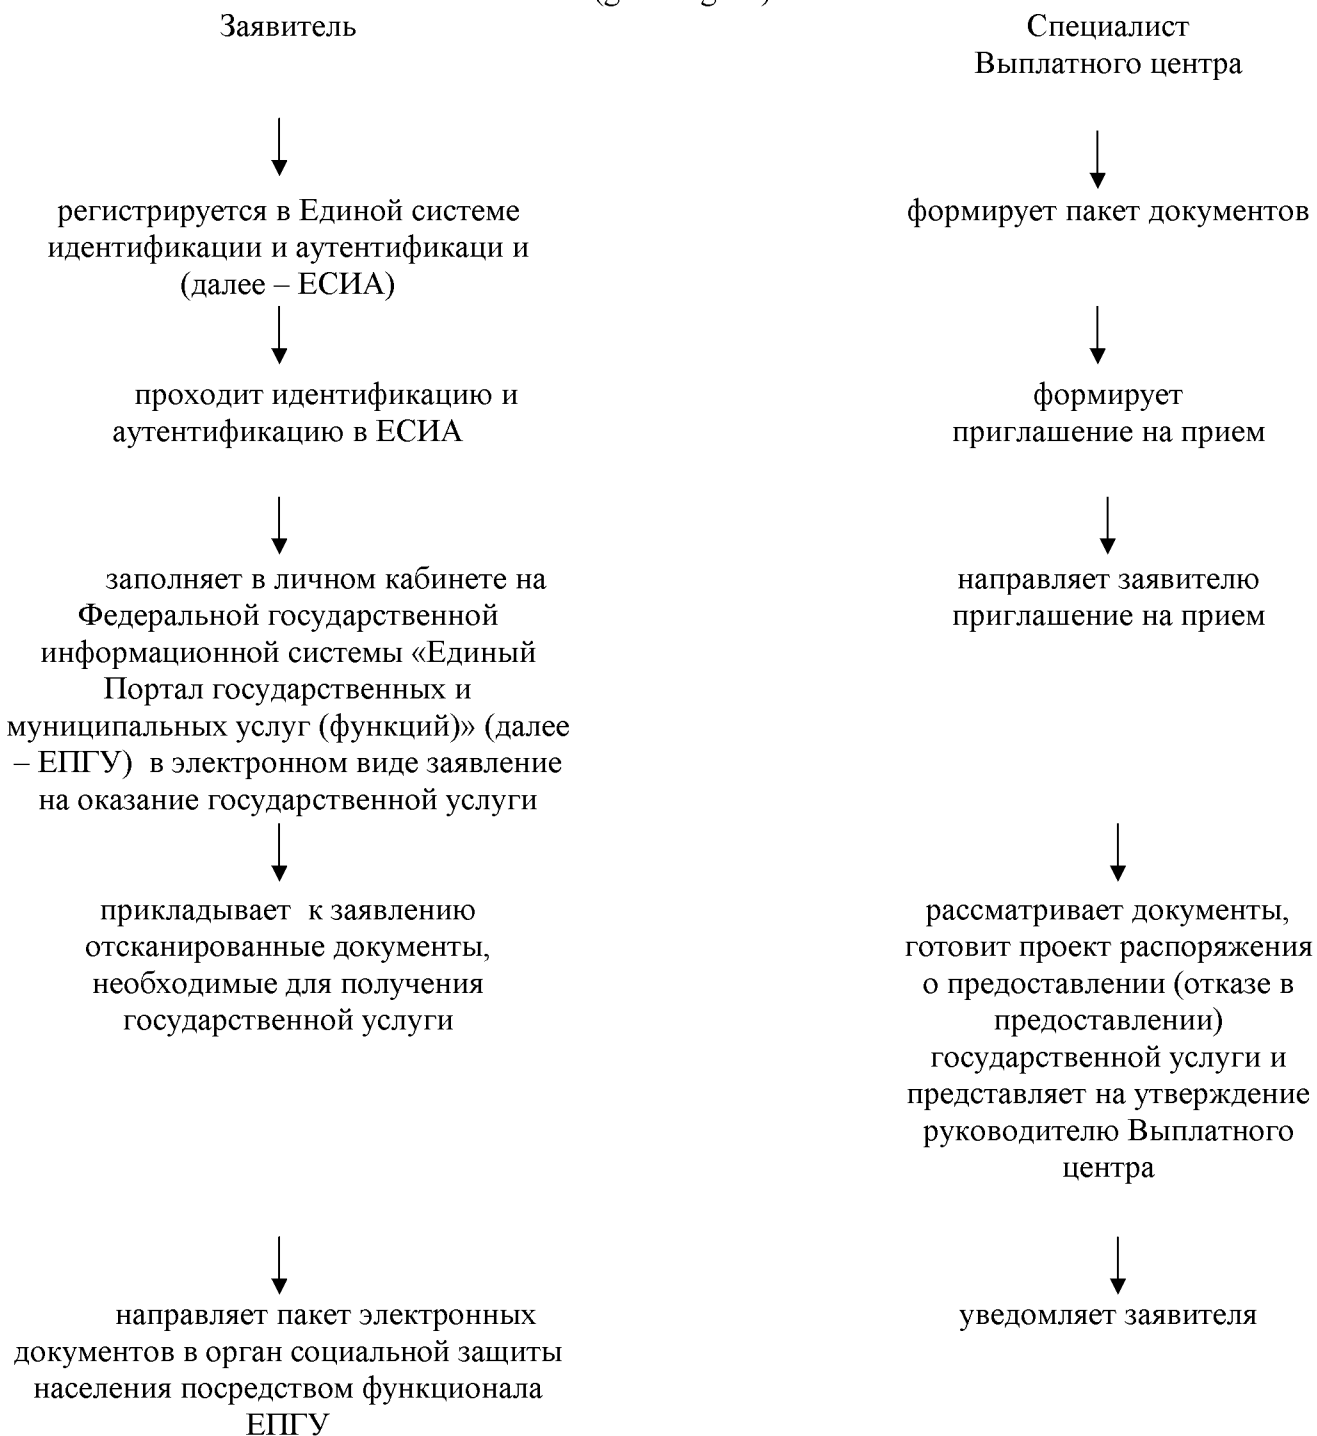 Заявитель
регистрируется в Единой системе
идентификации и аутентификаци и
(далее – ЕСИА)
проходит идентификацию и
аутентификацию в ЕСИА
заполняет в личном кабинете на
Федеральной государственной
информационной системы «Единый
Портал государственных и
муниципальных услуг (функций)» (далее
– ЕПГУ)  в электронном виде заявление
на оказание государственной услуги
прикладывает  к заявлению
отсканированные документы,
необходимые для получения
государственной услуги
направляет пакет электронных
документов в орган социальной защиты
населения посредством функционала
ЕПГУ
Специалист
Выплатного центра
формирует пакет документов
формирует
приглашение на прием
направляет заявителю
приглашение на прием
рассматривает документы,
готовит проект распоряжения
о предоставлении (отказе в
предоставлении)
государственной услуги и
представляет на утверждение
руководителю Выплатного
центра
уведомляет заявителя